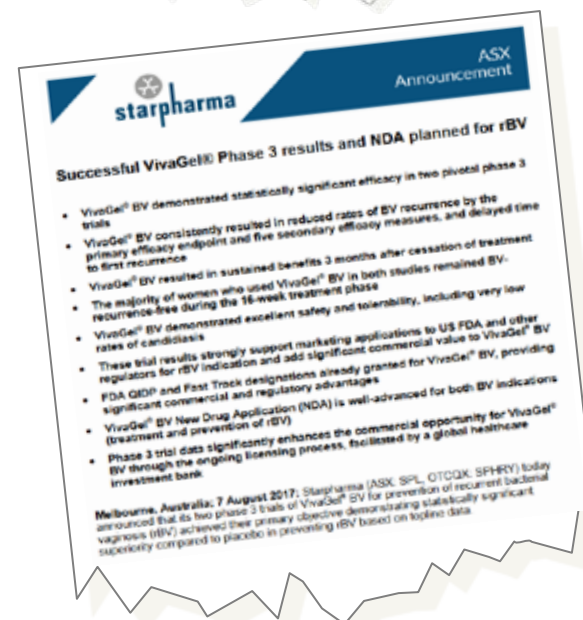 starpharma
ASX
Announcement
Successful VivaGel® Phase 3 results and NDA planned for rBV
• VivaGel® BV demonstrated statistically significant efficacy in two pivotal phase 3
trials
• VivaGel® BV consistently resulted in reduced rates of BV recurrence by the
primary efficacy endpoint and five secondary efficacy measures, and delayed time
to first recurrence
• VivaGel® BV resulted in sustained benefits 3 months after cessation of treatment
• The majority of women who used VivaGel® BV in both studies remained BV-
recurrence-free during the 16-week treatment phase
• VivaGel® BV demonstrated excellent safety and tolerability, including very low
rates of candidiasis
• These trial results strongly support marketing applications to US FDA and other
regulators for rBV indication and add significant commercial value to VivaGel® BV
• FDA QIDP and Fast Track designations already granted for VivaGel® BV, providing
significant commercial and regulatory advantages
• VivaGel® BV New Drug Application (NDA) is well-advanced for both BV indications
(treatment and prevention of rBV)
• Phase 3 trial data significantly enhances the commercial opportunity for VivaGel®
BV through the ongoing licensing process, facilitated by a global healthcare
investment bank
Melbourne, Australia; 7 August 2017: Starpharma (ASX: SPL, OTCQX: SPHRY) today
announced that its two phase 3 trials of VivaGel® BV for prevention of recurrent bacterial
vaginosis (rBV) achieved their primary objective demonstrating statistically significant
superiority compared to placebo in preventing rBV based on topline data.